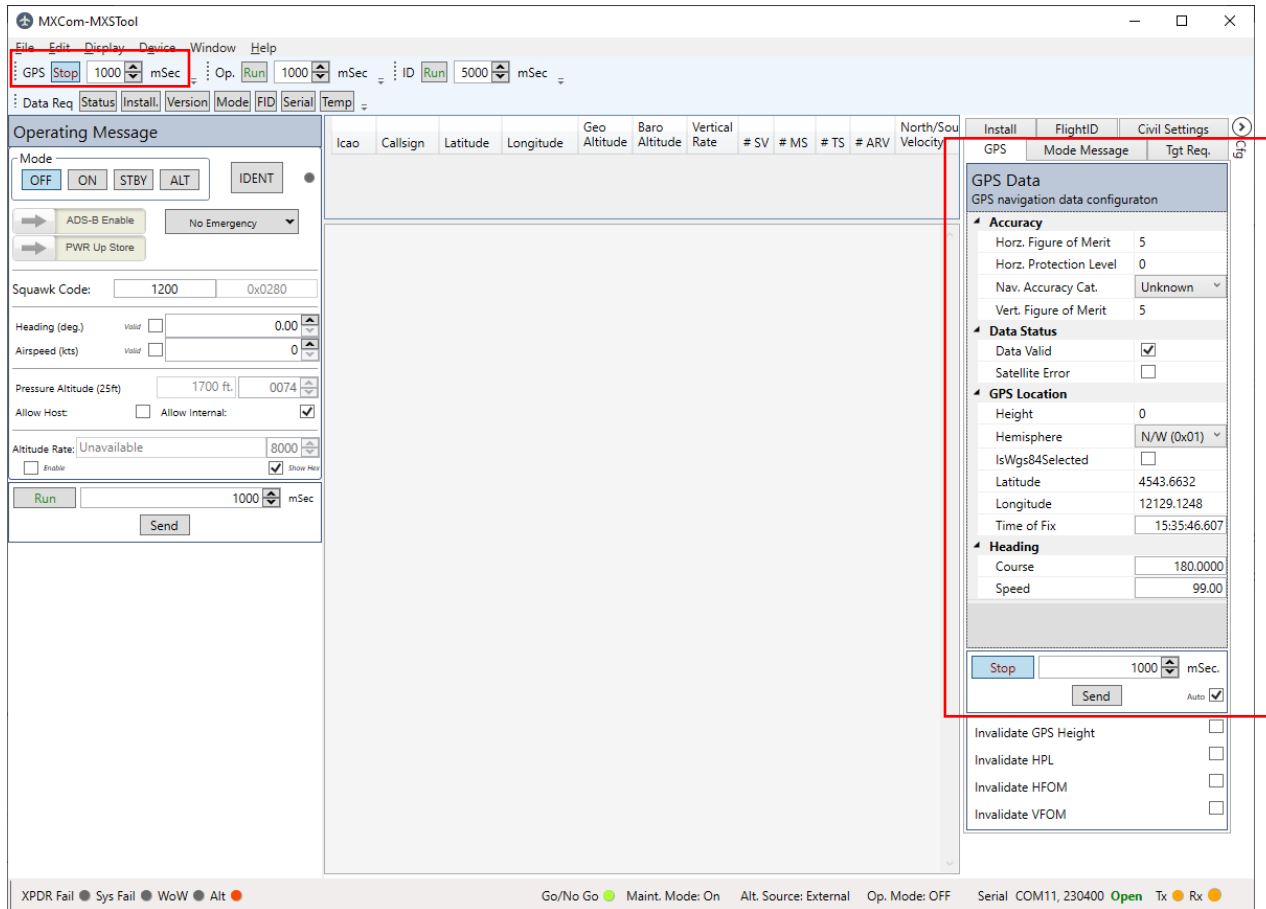 MXCom-MXSTool
File Edit Display Device Window Help
GPS Stop 1000 mSec Op. Run 1000 mSec ID Run 5000 mSec
Data Req Status Install. Version Mode FID Serial Temp
Operating Message
Mode
OFF ON STBY ALT IDENT
ADS-B Enable No Emergency
PWR Up Store
Squawk Code: 1200 0x0280
Heading (deg.) Valid 0.00
Airspeed (kts) Valid 0
Pressure Altitude (25ft) 1700 ft. 0074
Allow Host: Allow Internal:
Altitude Rate: Unavailable 8000
Enable Show Hex
Run 1000 mSec
Send
Icao Callsign Latitude Longitude Geo Altitude Baro Altitude Vertical Rate # SV # MS # TS # ARV North/Sou Velocity
Install FlightID Civil Settings
GPS Mode Message Tgt Req.
Cfg
GPS Data
GPS navigation data configuraton
Accuracy
Horz. Figure of Merit 5
Horz. Protection Level 0
Nav. Accuracy Cat. Unknown
Vert. Figure of Merit 5
Data Status
Data Valid
Satellite Error
GPS Location
Height 0
Hemisphere N/W (0x01)
IsWgs84Selected
Latitude 4543.6632
Longitude 12129.1248
Time of Fix 15:35:46.607
Heading
Course 180.0000
Speed 99.00
Stop 1000 mSec.
Send Auto
Invalidate GPS Height
Invalidate HPL
Invalidate HFOM
Invalidate VFOM
XPDR Fail Sys Fail WoW Alt Go/No Go Maint. Mode: On Alt. Source: External Op. Mode: OFF Serial COM11, 230400 Open Tx Rx